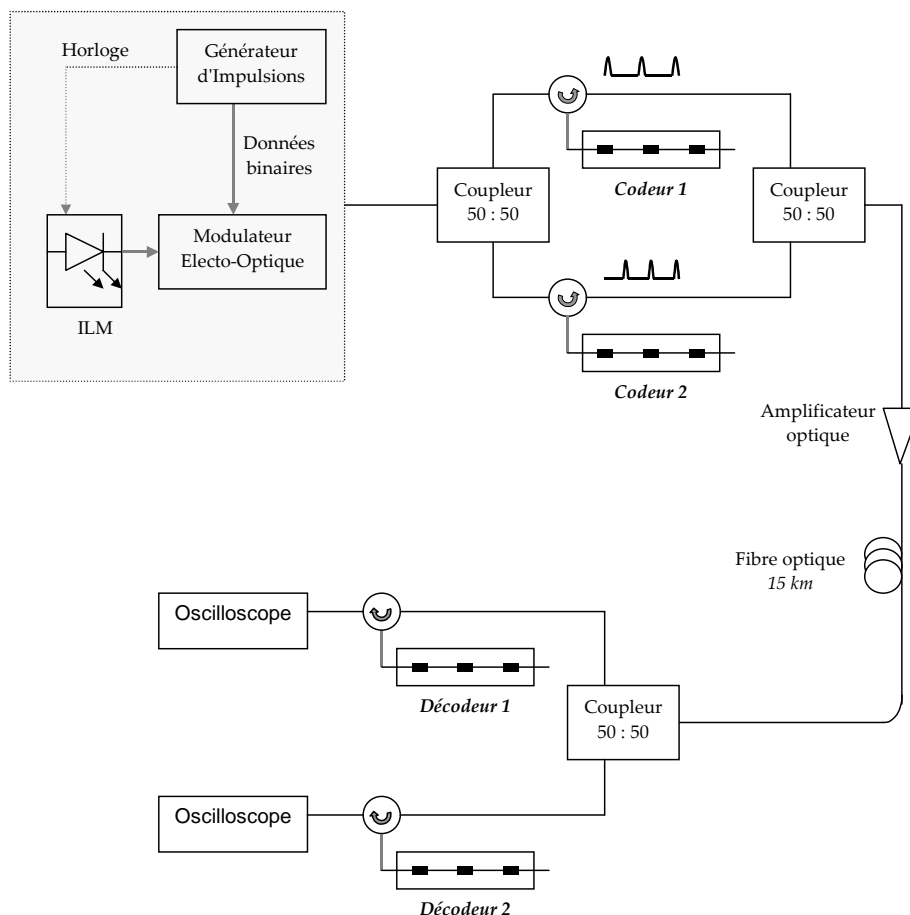 Horloge
Générateur
d'Impulsions
Données
binaires
Modulateur
Electo-Optique
ILM
Coupleur
50 : 50
Codeur 1
Coupleur
50 : 50
Codeur 2
Amplificateur
optique
Fibre optique
15 km
Oscilloscope
Décodeur 1
Coupleur
50 : 50
Oscilloscope
Décodeur 2